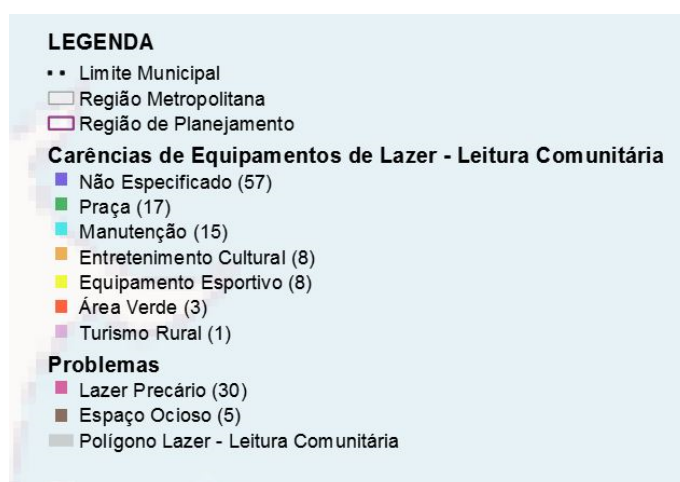 LEGENDA
Limite Municipal
Região Metropolitana
Região de Planejamento
Carências de Equipamentos de Lazer - Leitura Comunitária
Não Especificado (57)
Praça (17)
Manutenção (15)
Entretenimento Cultural (8)
Equipamento Esportivo (8)
Área Verde (3)
Turismo Rural (1)
Problemas
Lazer Precário (30)
Espaço Ocioso (5)
Polígono Lazer - Leitura Comunitária